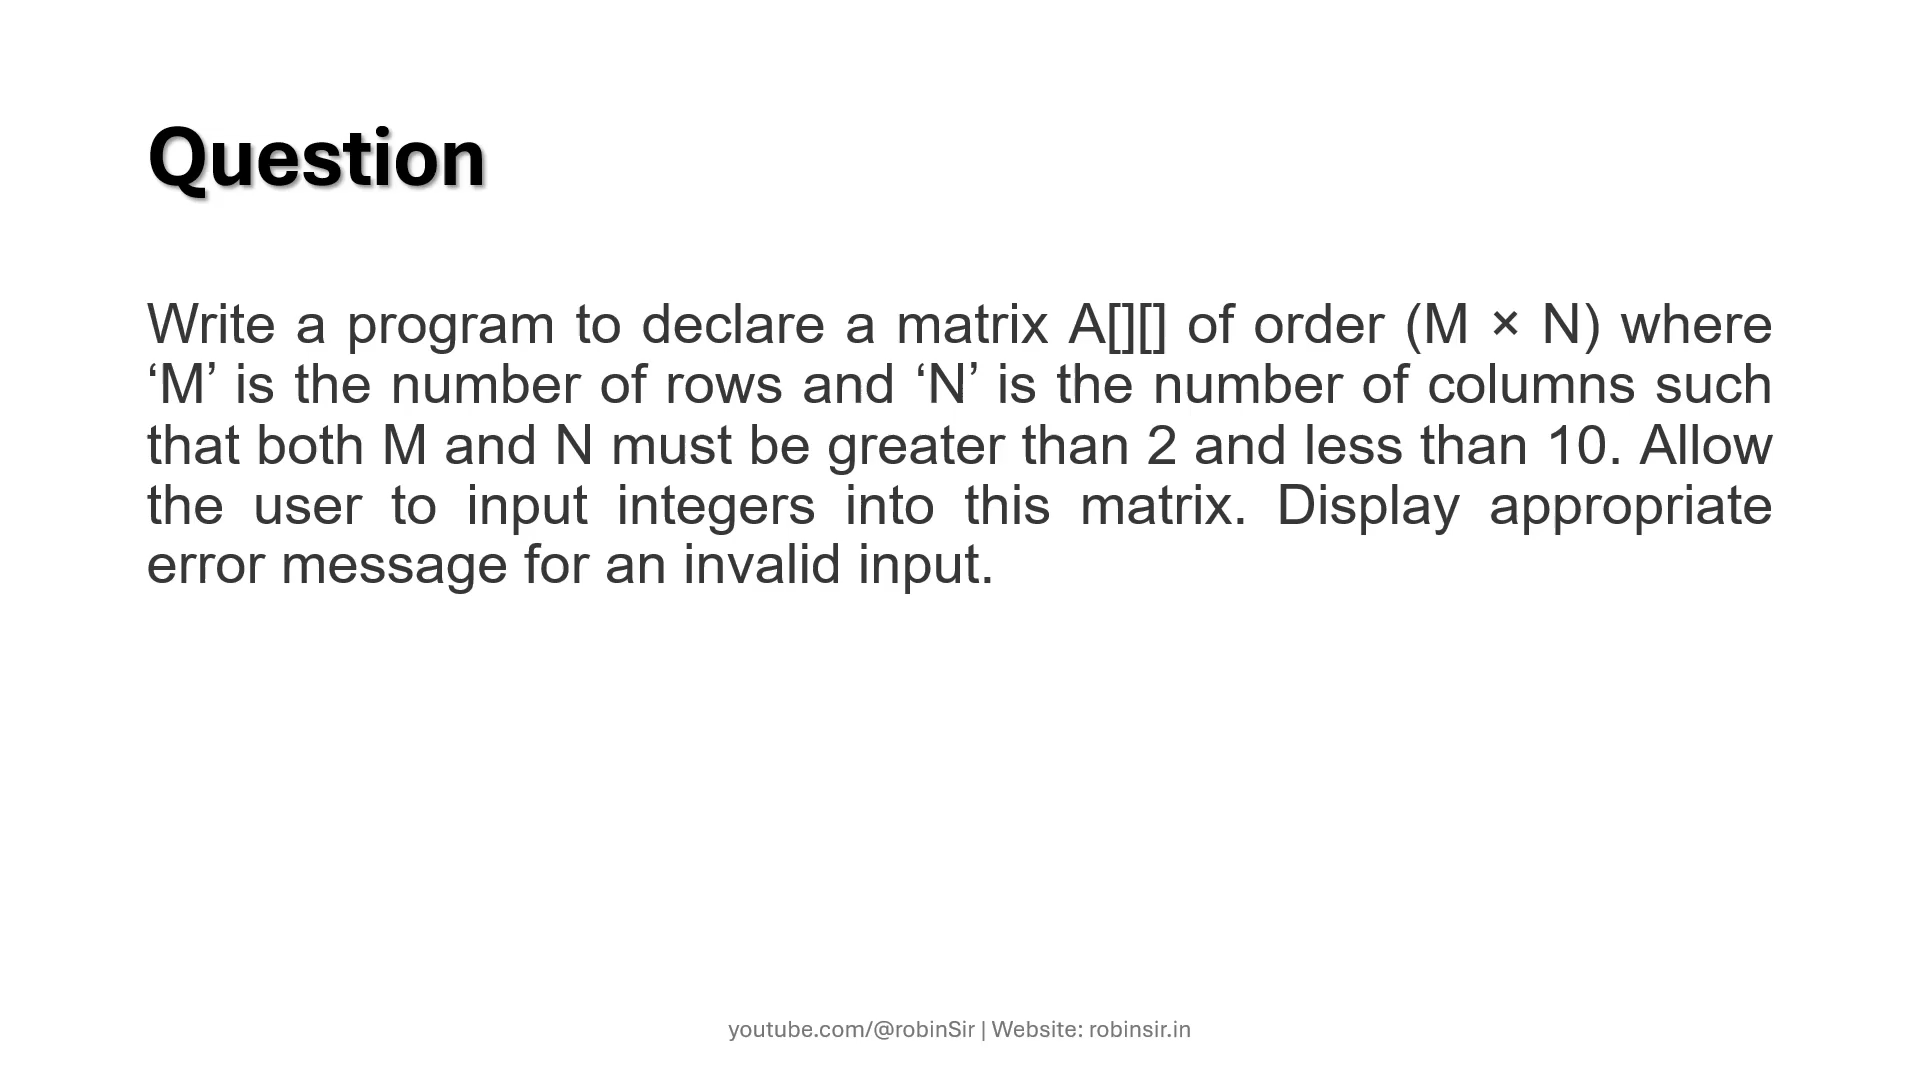 Question
Write a program to declare a matrix A[][] of order (M × N) where
‘M’ is the number of rows and ‘N’ is the number of columns such
that both M and N must be greater than 2 and less than 10. Allow
the user to input integers into this matrix. Display appropriate
error message for an invalid input.
youtube.com/@robinSir | Website: robinsir.in